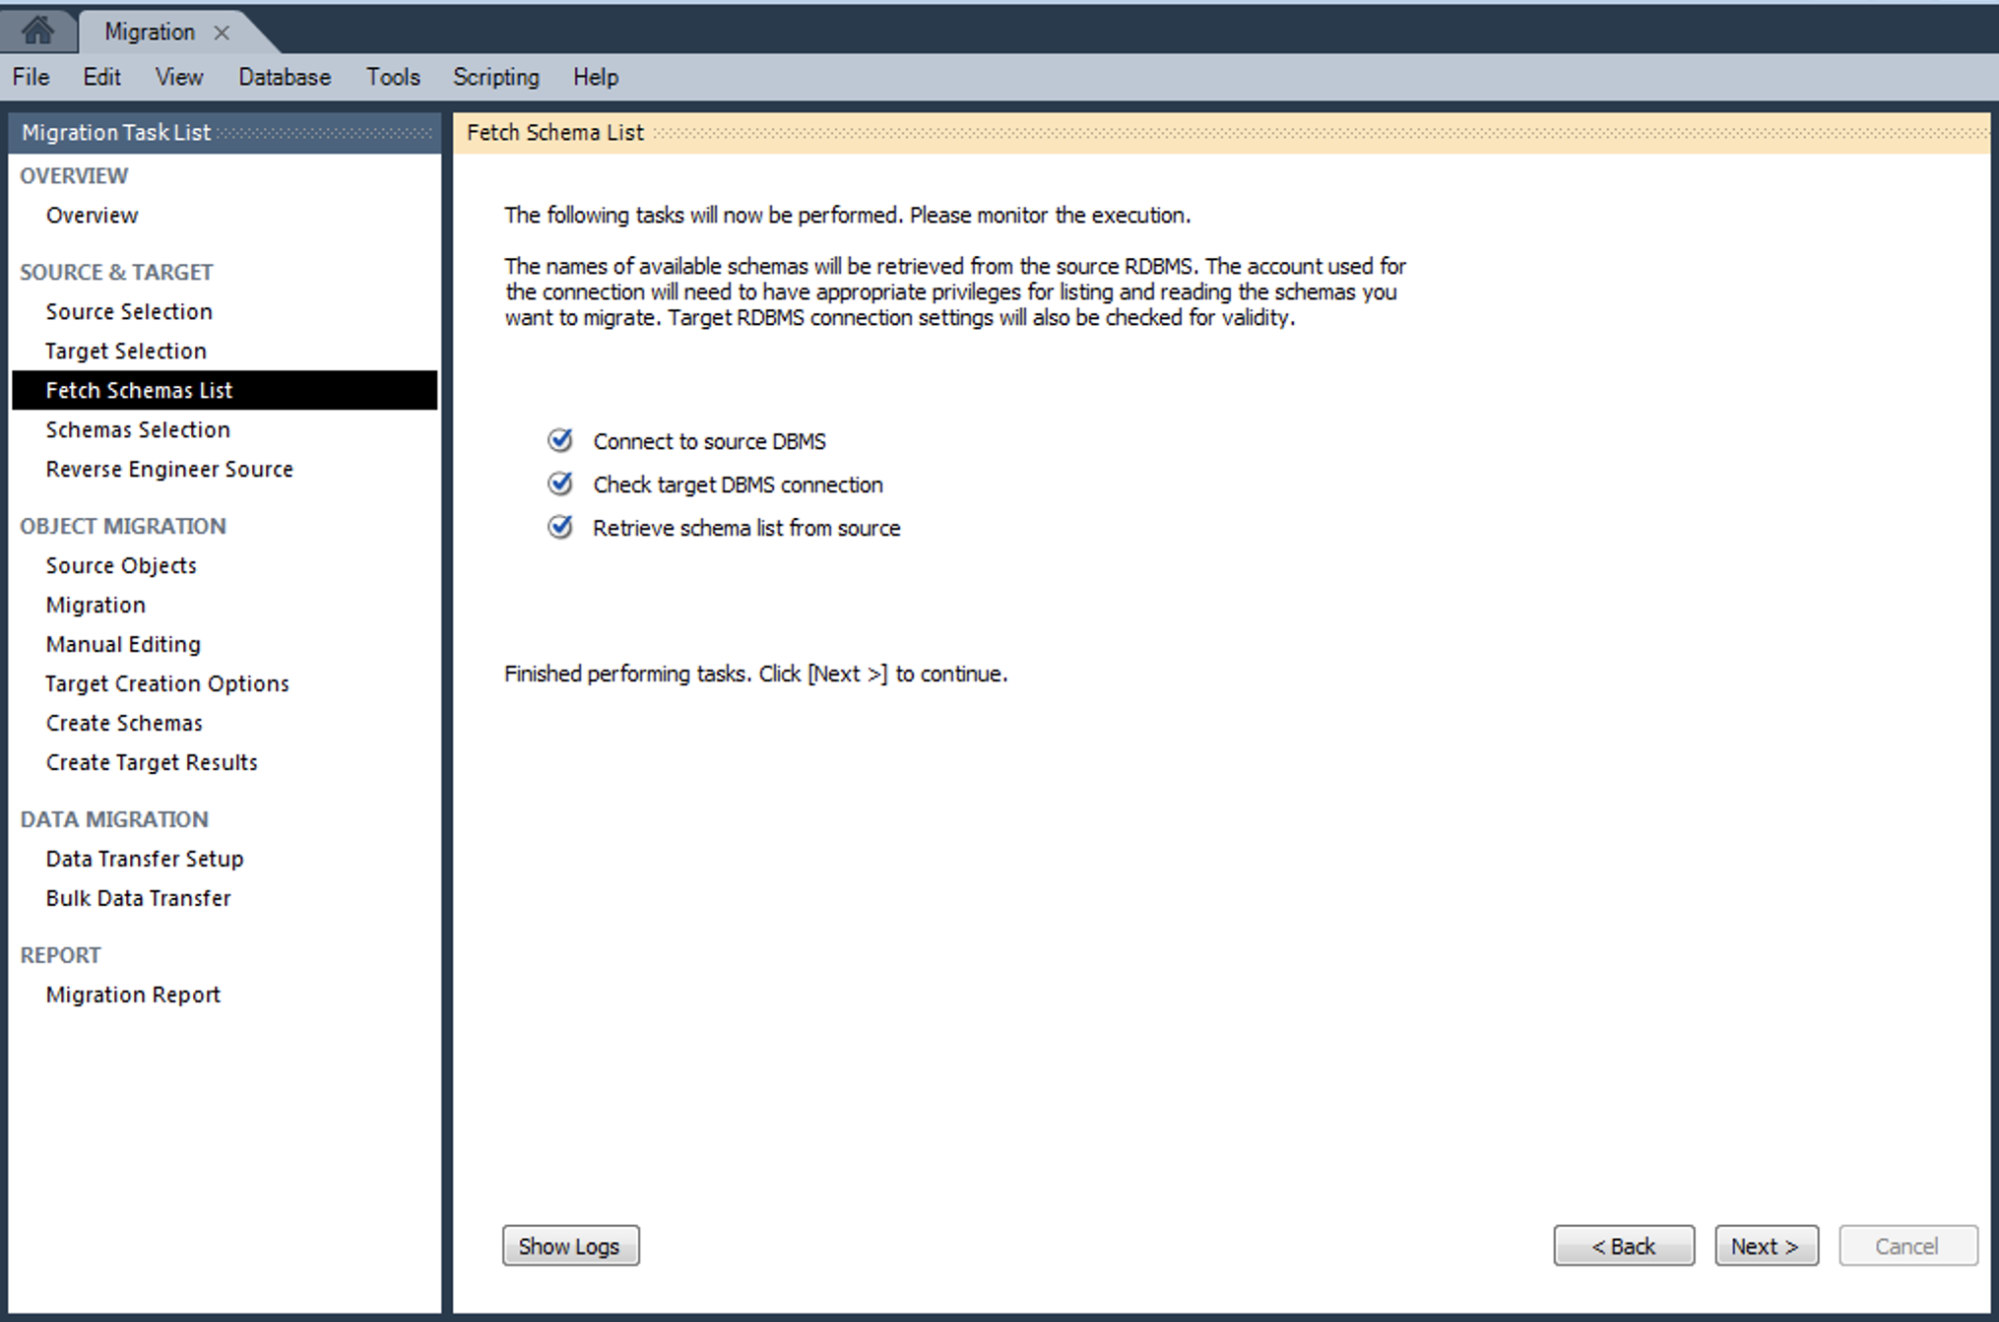 Migration
File Edit View Database Tools Scripting Help
Migration Task List
OVERVIEW
Overview
SOURCE & TARGET
Source Selection
Target Selection
Fetch Schemas List
Schemas Selection
Reverse Engineer Source
OBJECT MIGRATION
Source Objects
Migration
Manual Editing
Target Creation Options
Create Schemas
Create Target Results
DATA MIGRATION
Data Transfer Setup
Bulk Data Transfer
REPORT
Migration Report
Fetch Schema List
The following tasks will now be performed. Please monitor the execution.
The names of available schemas will be retrieved from the source RDBMS. The account used for
the connection will need to have appropriate privileges for listing and reading the schemas you
want to migrate. Target RDBMS connection settings will also be checked for validity.
Connect to source DBMS
Check target DBMS connection
Retrieve schema list from source
Finished performing tasks. Click [Next >] to continue.
Show Logs
< Back
Next >
Cancel